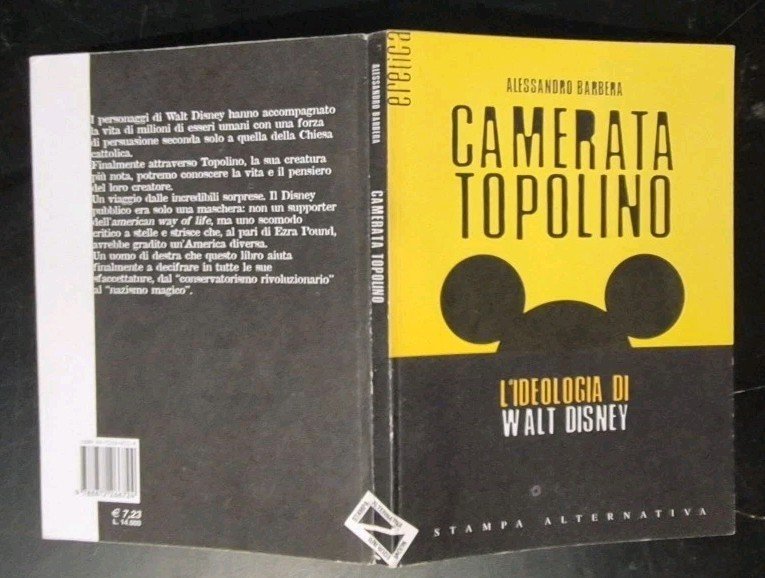 I personaggi di Walt Disney hanno accompagnato
la vita di milioni di esseri umani con una forza
di persuasione seconda solo a quella della Chiesa
cattolica.
Finalmente attraverso Topolino, la sua creatura
più nota, potremo conoscere la vita e il pensiero
del loro creatore.
Un viaggio dalle incredibili sorprese. Il Disney
pubblico era solo una maschera: non un supporter
dell'american way of life, ma uno scomodo
critico a stelle e strisce che, al pari di Ezra Pound,
avrebbe gradito un'America diversa.
Un uomo di destra che questo libro aiuta
finalmente a decifrare in tutte le sue
sfaccettature, dal "conservatorismo rivoluzionario"
al "nazismo magico".
€ 7,23
L. 14.000
ALESSANDRO BARBERA
CAMERATA TOPOLINO
eretica
ALESSANDRO BARBERA
CAMERATA
TOPOLINO
L'IDEOLOGIA DI
WALT DISNEY
STAMPA ALTERNATIVA